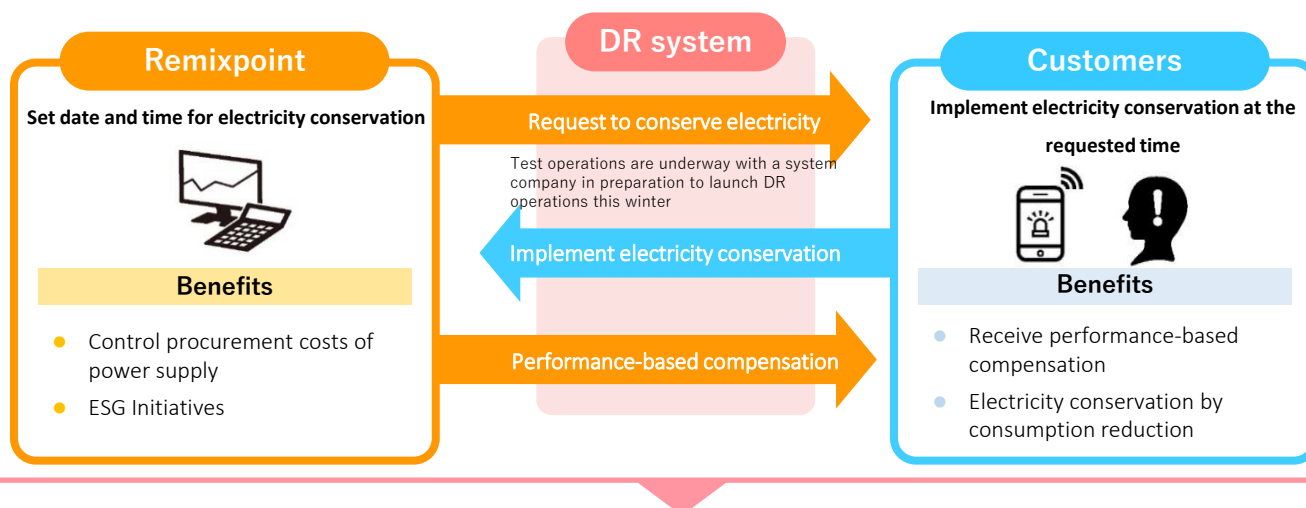 Remixpoint
Set date and time for electricity conservation
Benefits
● Control procurement costs of
power supply
● ESG Initiatives
DR system
Request to conserve electricity
Test operations are underway with a system
company in preparation to launch DR
operations this winter
Implement electricity conservation
Performance-based compensation
Customers
Implement electricity conservation at the
requested time
Benefits
● Receive performance-based
compensation
● Electricity conservation by
consumption reduction